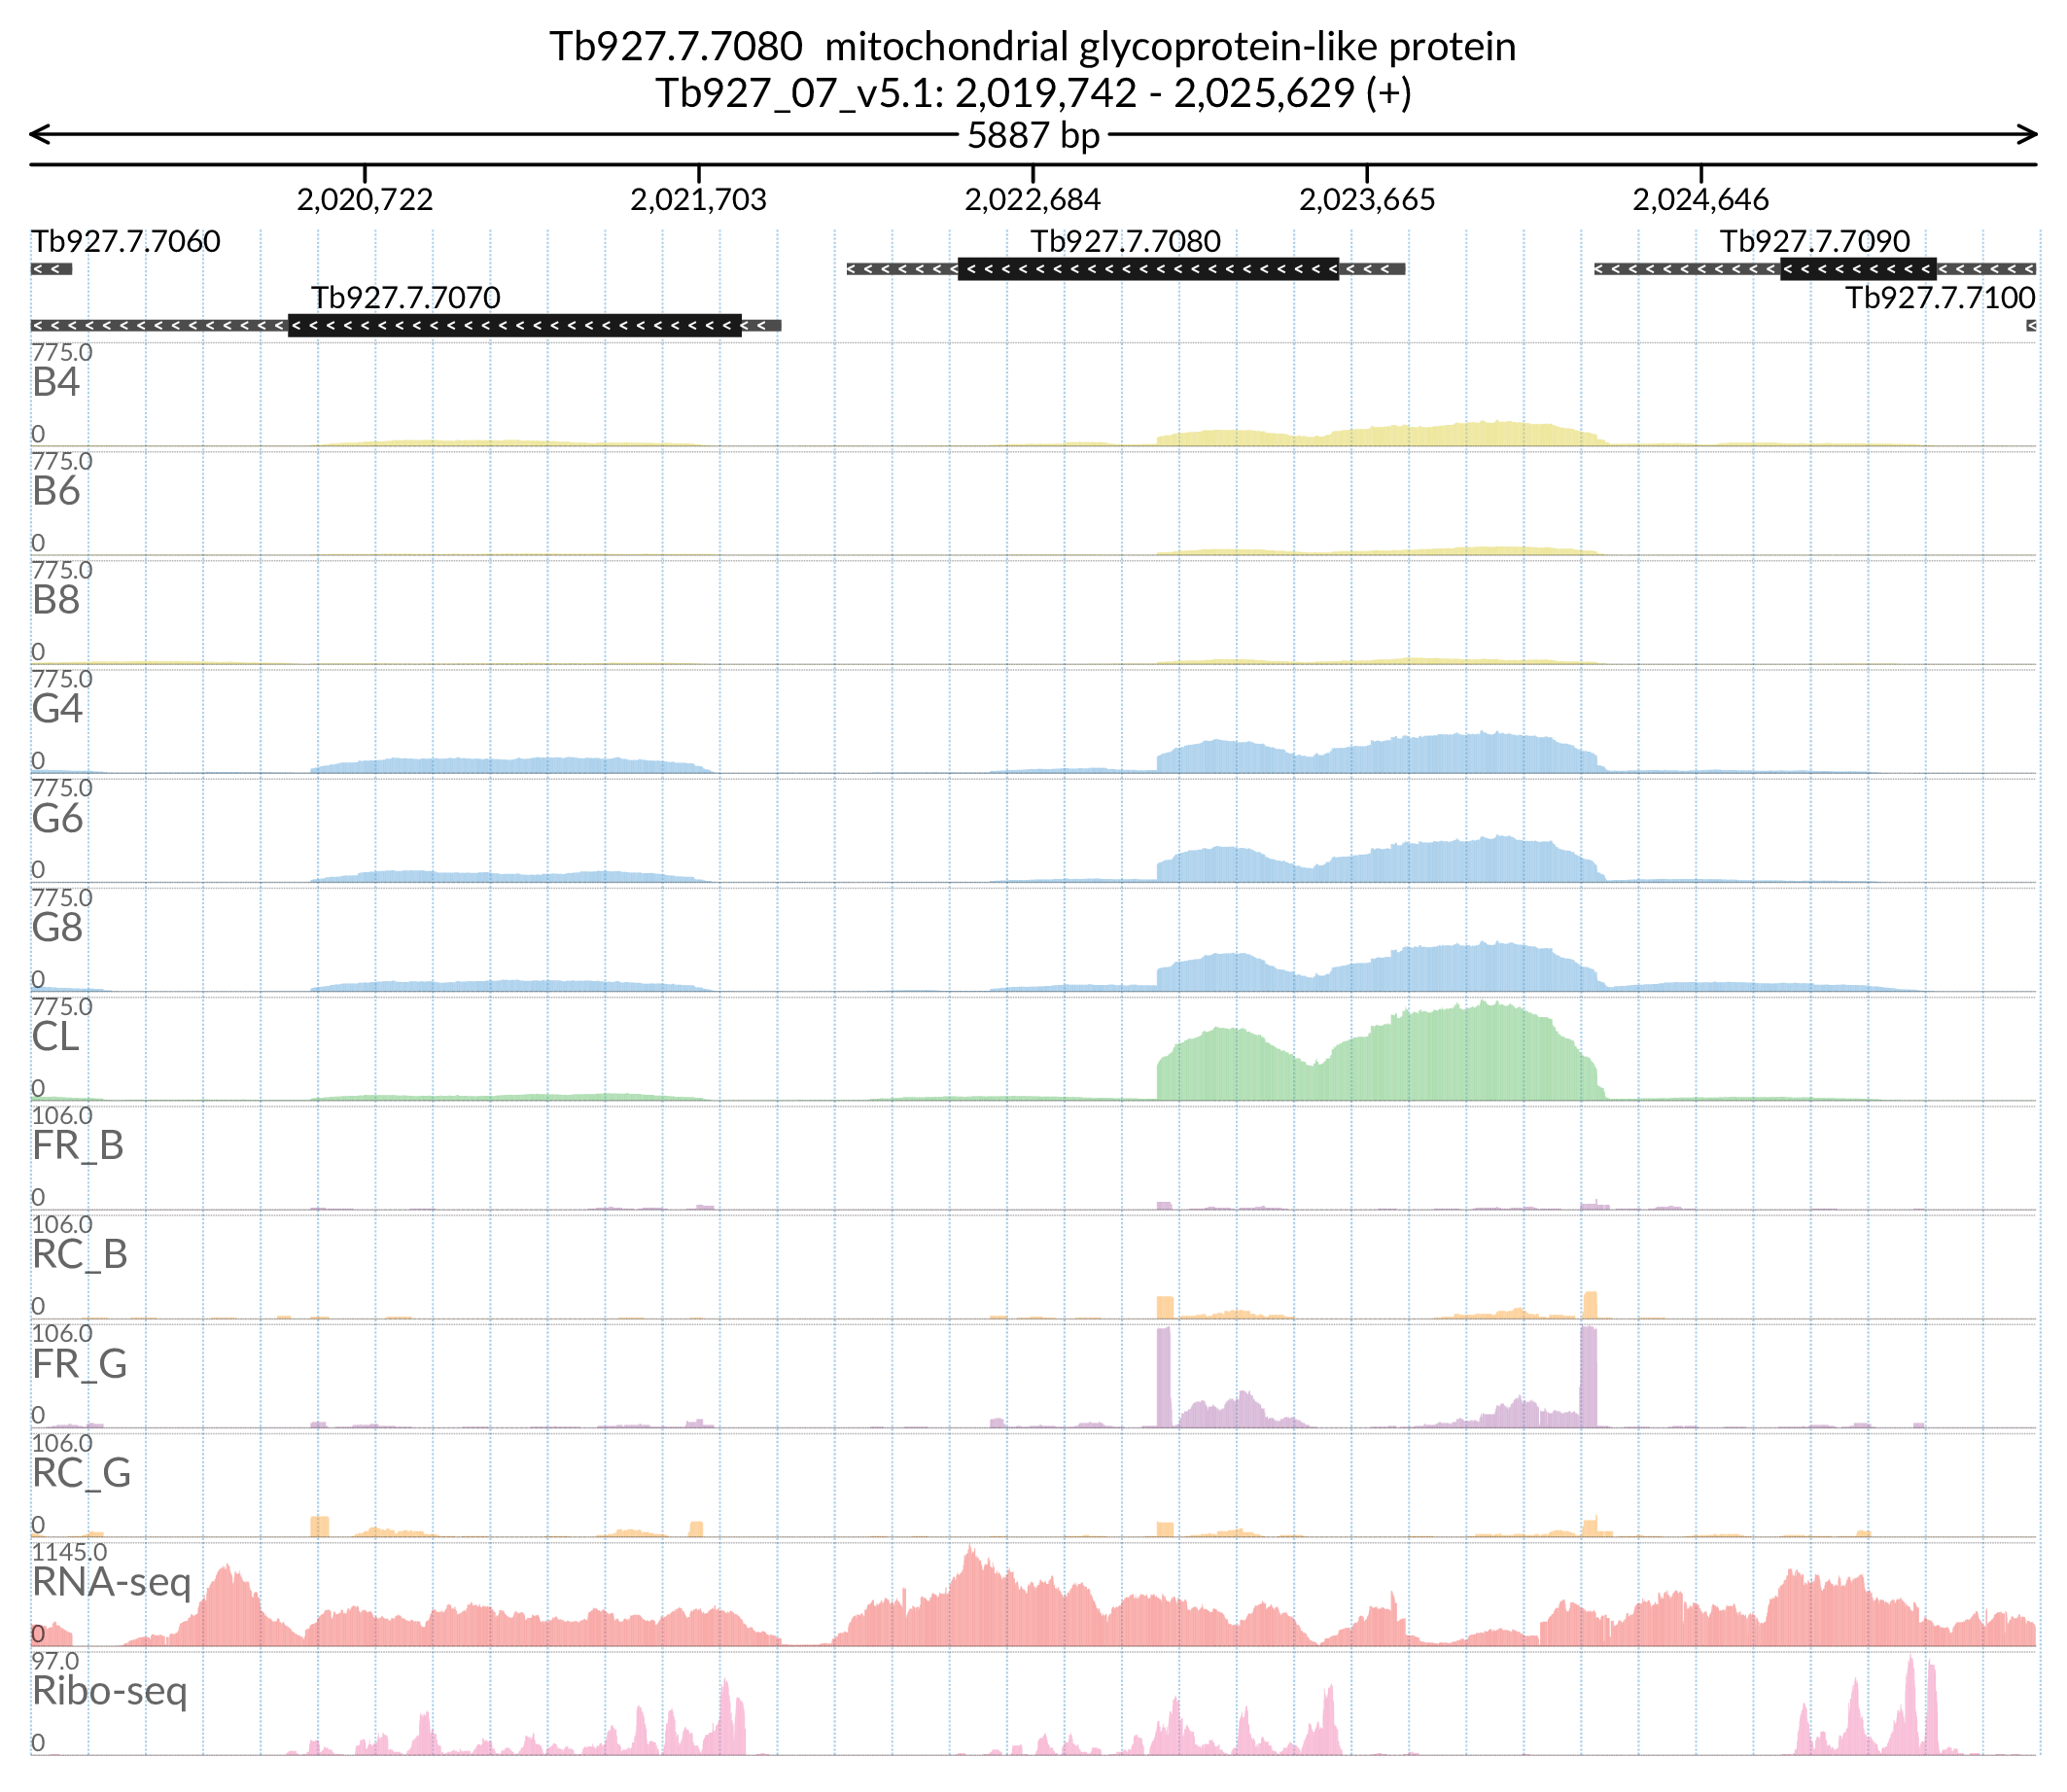 Tb927.7.7080 mitochondrial glycoprotein-like protein
Tb927_07_v5.1: 2,019,742 - 2,025,629 (+)
5887 bp
2,020,722 2,021,703 2,022,684 2,023,665 2,024,646
Tb927.7.7060 Tb927.7.7080 Tb927.7.7090
Tb927.7.7070 Tb927.7.7100
775.0
B4
0
775.0
B6
0
775.0
B8
0
775.0
G4
0
775.0
G6
0
775.0
G8
0
775.0
CL
0
106.0
FR_B
0
106.0
RC_B
0
106.0
FR_G
0
106.0
RC_G
0
1145.0
RNA-seq
0
97.0
Ribo-seq
0